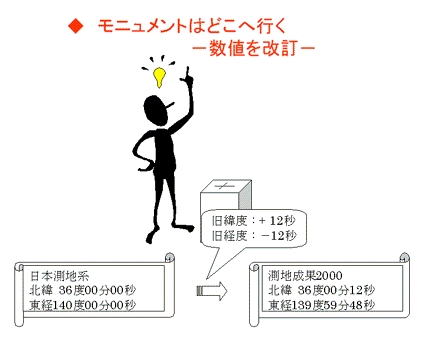 ◆ モニュメントはどこへ行く
－数値を改訂－
旧緯度：＋12秒
旧経度：－12秒
日本測地系
北緯 36度00分00秒
東経140度00分00秒
測地成果2000
北緯 36度00分12秒
東経139度59分48秒